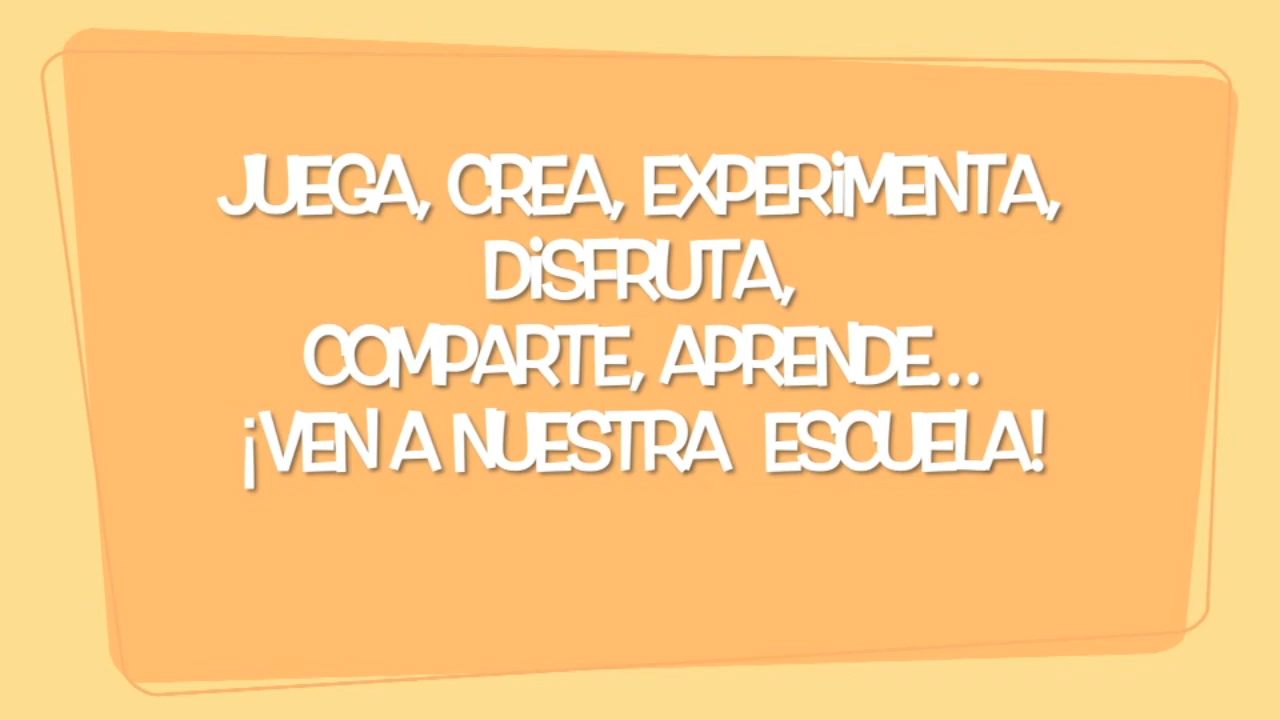 JUEGA, CREA, EXPERiMENTA,
DiSFRUTA,
COMPARTE, APRENDE...
¡VEN A NUESTRA ESCUELA!